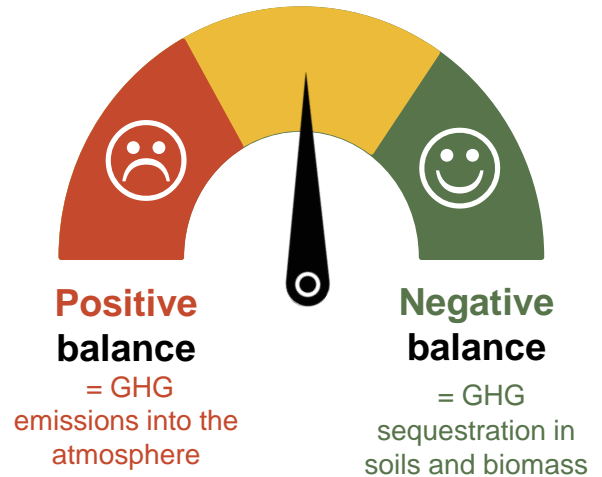 Positive
balance
= GHG
emissions into the
atmosphere
Negative
balance
= GHG
sequestration in
soils and biomass